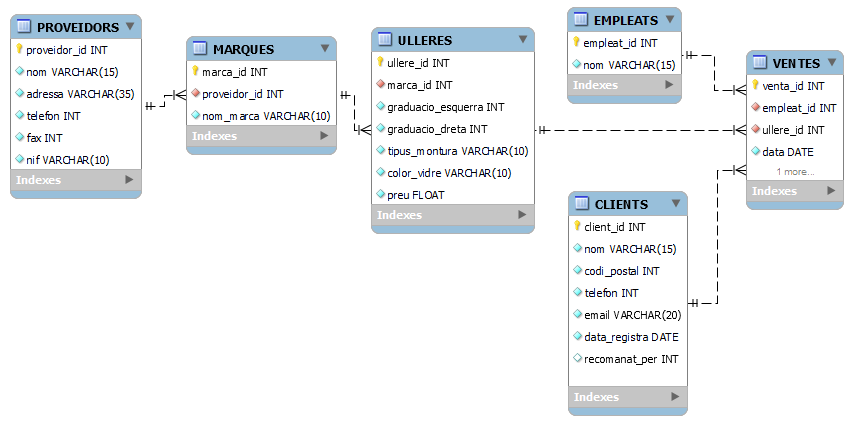 PROVEIDORS
proveidor_id INT
nom VARCHAR(15)
adressa VARCHAR(35)
telefon INT
fax INT
nif VARCHAR(10)
Indexes
MARQUES
marca_id INT
proveidor_id INT
nom_marca VARCHAR(10)
Indexes
ULLERES
ullere_id INT
marca_id INT
graduacio_esquerra INT
graduacio_dreta INT
tipus_montura VARCHAR(10)
color_vidre VARCHAR(10)
preu FLOAT
Indexes
EMPLEATS
empleat_id INT
nom VARCHAR(15)
Indexes
VENTES
venta_id INT
empleat_id INT
ullere_id INT
data DATE
1 more...
Indexes
CLIENTS
client_id INT
nom VARCHAR(15)
codi_postal INT
telefon INT
email VARCHAR(20)
data_registra DATE
recomanat_per INT
Indexes